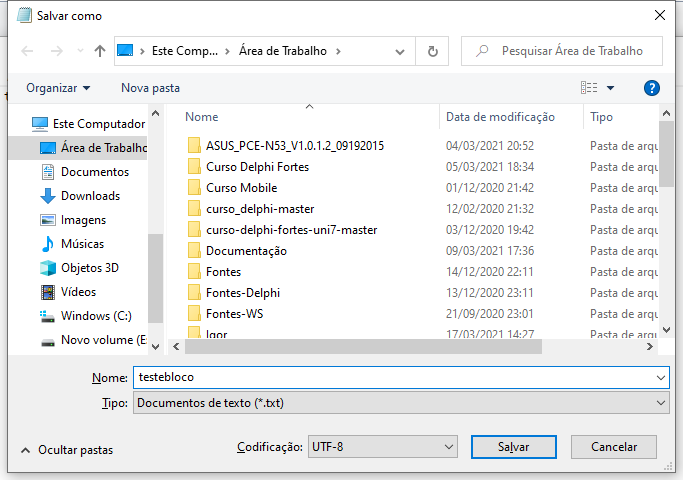 Salvar como
Este Comp... Área de Trabalho
Pesquisar Área de Trabalho
Organizar Nova pasta
Este Computador
Área de Trabalho
Documentos
Downloads
Imagens
Músicas
Objetos 3D
Vídeos
Windows (C:)
Novo volume (E
Nome Data de modificação Tipo
ASUS_PCE-N53_V1.0.1.2_09192015 04/03/2021 20:52 Pasta de arqu
Curso Delphi Fortes 05/03/2021 18:34 Pasta de arqu
Curso Mobile 01/12/2020 21:42 Pasta de arqu
curso_delphi-master 12/02/2020 21:32 Pasta de arqu
curso-delphi-fortes-uni7-master 03/12/2020 19:42 Pasta de arqu
Documentação 09/03/2021 17:36 Pasta de arqu
Fontes 14/12/2020 22:11 Pasta de arqu
Fontes-Delphi 13/12/2020 23:11 Pasta de arqu
Fontes-WS 21/09/2020 23:01 Pasta de arqu
Igor 17/03/2021 14:27 Pasta de arqu
Nome: testebloco
Tipo: Documentos de texto (*.txt)
Ocultar pastas
Codificação: UTF-8
Salvar
Cancelar